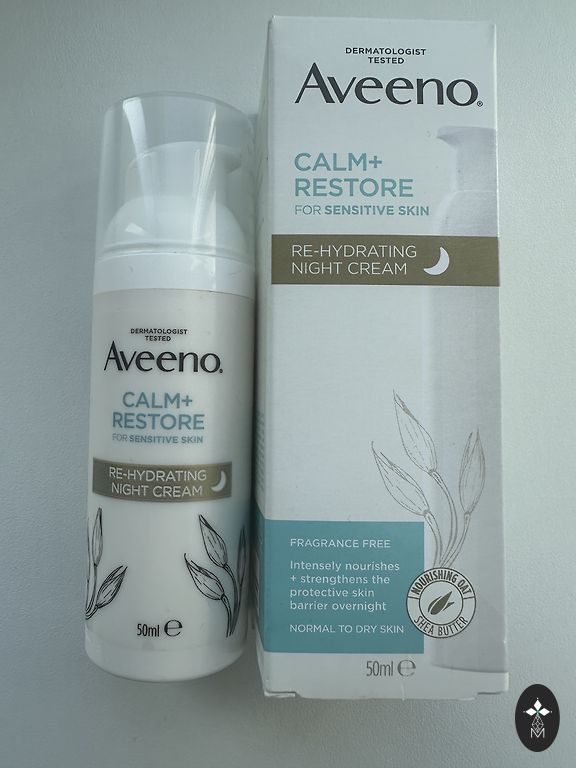 DERMATOLOGIST
TESTED
Aveeno®
CALM+
RESTORE
FOR SENSITIVE SKIN
RE-HYDRATING
NIGHT CREAM
50ml ℮
DERMATOLOGIST
TESTED
Aveeno®
CALM+
RESTORE
FOR SENSITIVE SKIN
RE-HYDRATING
NIGHT CREAM
FRAGRANCE FREE
Intensely nourishes
+ strengthens the
protective skin
barrier overnight
NORMAL TO DRY SKIN
NOURISHING OAT
SHEA BUTTER
50ml ℮
M